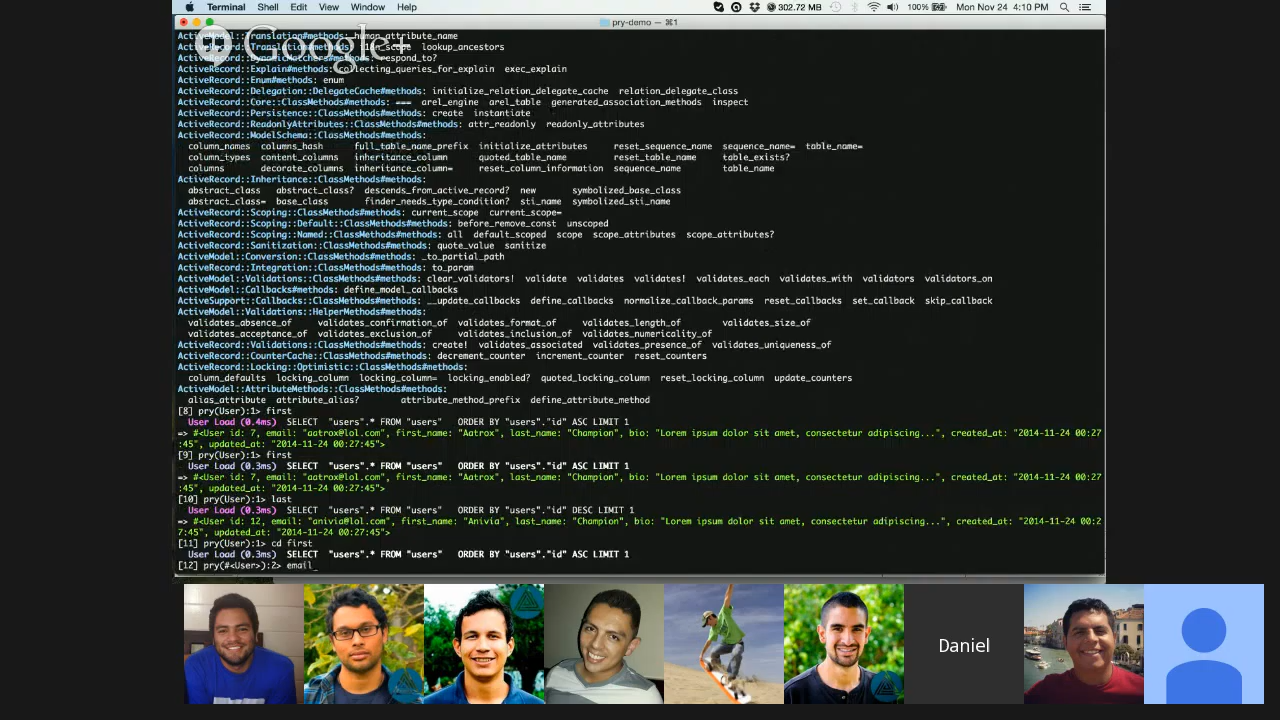 Terminal Shell Edit View Window Help 302.72 MB 100% Mon Nov 24 4:10 PM
pry-demo — ⌘1
Google+
ActiveModel::Translation#methods: human_attribute_name
ActiveRecord::Translation#methods: i18n_scope lookup_ancestors
ActiveRecord::DynamicMatchers#methods: respond_to?
ActiveRecord::Explain#methods: collecting_queries_for_explain exec_explain
ActiveRecord::Enum#methods: enum
ActiveRecord::Delegation::DelegateCache#methods: initialize_relation_delegate_cache relation_delegate_class
ActiveRecord::Core::ClassMethods#methods: === arel_engine arel_table generated_association_methods inspect
ActiveRecord::Persistence::ClassMethods#methods: create instantiate
ActiveRecord::ReadonlyAttributes::ClassMethods#methods: attr_readonly readonly_attributes
ActiveRecord::ModelSchema::ClassMethods#methods:
column_names columns_hash full_table_name_prefix initialize_attributes reset_sequence_name sequence_name= table_name=
column_types content_columns inheritance_column quoted_table_name reset_table_name table_exists?
columns decorate_columns inheritance_column= reset_column_information sequence_name table_name
ActiveRecord::Inheritance::ClassMethods#methods:
abstract_class abstract_class? descends_from_active_record? new symbolized_base_class
abstract_class= base_class finder_needs_type_condition? sti_name symbolized_sti_name
ActiveRecord::Scoping::ClassMethods#methods: current_scope current_scope=
ActiveRecord::Scoping::Default::ClassMethods#methods: before_remove_const unscoped
ActiveRecord::Scoping::Named::ClassMethods#methods: all default_scoped scope scope_attributes scope_attributes?
ActiveRecord::Sanitization::ClassMethods#methods: quote_value sanitize
ActiveModel::Conversion::ClassMethods#methods: _to_partial_path
ActiveRecord::Integration::ClassMethods#methods: to_param
ActiveModel::Validations::ClassMethods#methods: clear_validators! validate validates validates! validates_each validates_with validators validators_on
ActiveModel::Callbacks#methods: define_model_callbacks
ActiveSupport::Callbacks::ClassMethods#methods: __update_callbacks define_callbacks normalize_callback_params reset_callbacks set_callback skip_callback
ActiveModel::Validations::HelperMethods#methods:
validates_absence_of validates_confirmation_of validates_format_of validates_length_of validates_size_of
validates_acceptance_of validates_exclusion_of validates_inclusion_of validates_numericality_of
ActiveRecord::Validations::ClassMethods#methods: create! validates_associated validates_presence_of validates_uniqueness_of
ActiveRecord::CounterCache::ClassMethods#methods: decrement_counter increment_counter reset_counters
ActiveRecord::Locking::Optimistic::ClassMethods#methods:
column_defaults locking_column locking_column= locking_enabled? quoted_locking_column reset_locking_column update_counters
ActiveRecord::AttributeMethods::ClassMethods#methods:
alias_attribute attribute_alias? attribute_method_prefix define_attribute_method
[8] pry(User):1> first
User Load (0.4ms) SELECT "users".* FROM "users" ORDER BY "users"."id" ASC LIMIT 1
=> #<User id: 7, email: "aatrox@lol.com", first_name: "Aatrox", last_name: "Champion", bio: "Lorem ipsum dolor sit amet, consectetur adipiscing...", created_at: "2014-11-24 00:27
:45", updated_at: "2014-11-24 00:27:45">
[9] pry(User):1> first
User Load (0.3ms) SELECT "users".* FROM "users" ORDER BY "users"."id" ASC LIMIT 1
=> #<User id: 7, email: "aatrox@lol.com", first_name: "Aatrox", last_name: "Champion", bio: "Lorem ipsum dolor sit amet, consectetur adipiscing...", created_at: "2014-11-24 00:27
:45", updated_at: "2014-11-24 00:27:45">
[10] pry(User):1> last
User Load (0.3ms) SELECT "users".* FROM "users" ORDER BY "users"."id" DESC LIMIT 1
=> #<User id: 12, email: "anivia@lol.com", first_name: "Anivia", last_name: "Champion", bio: "Lorem ipsum dolor sit amet, consectetur adipiscing...", created_at: "2014-11-24 00:2
7:45", updated_at: "2014-11-24 00:27:45">
[11] pry(User):1> cd first
User Load (0.3ms) SELECT "users".* FROM "users" ORDER BY "users"."id" ASC LIMIT 1
[12] pry(#<User>):2> email_
Daniel